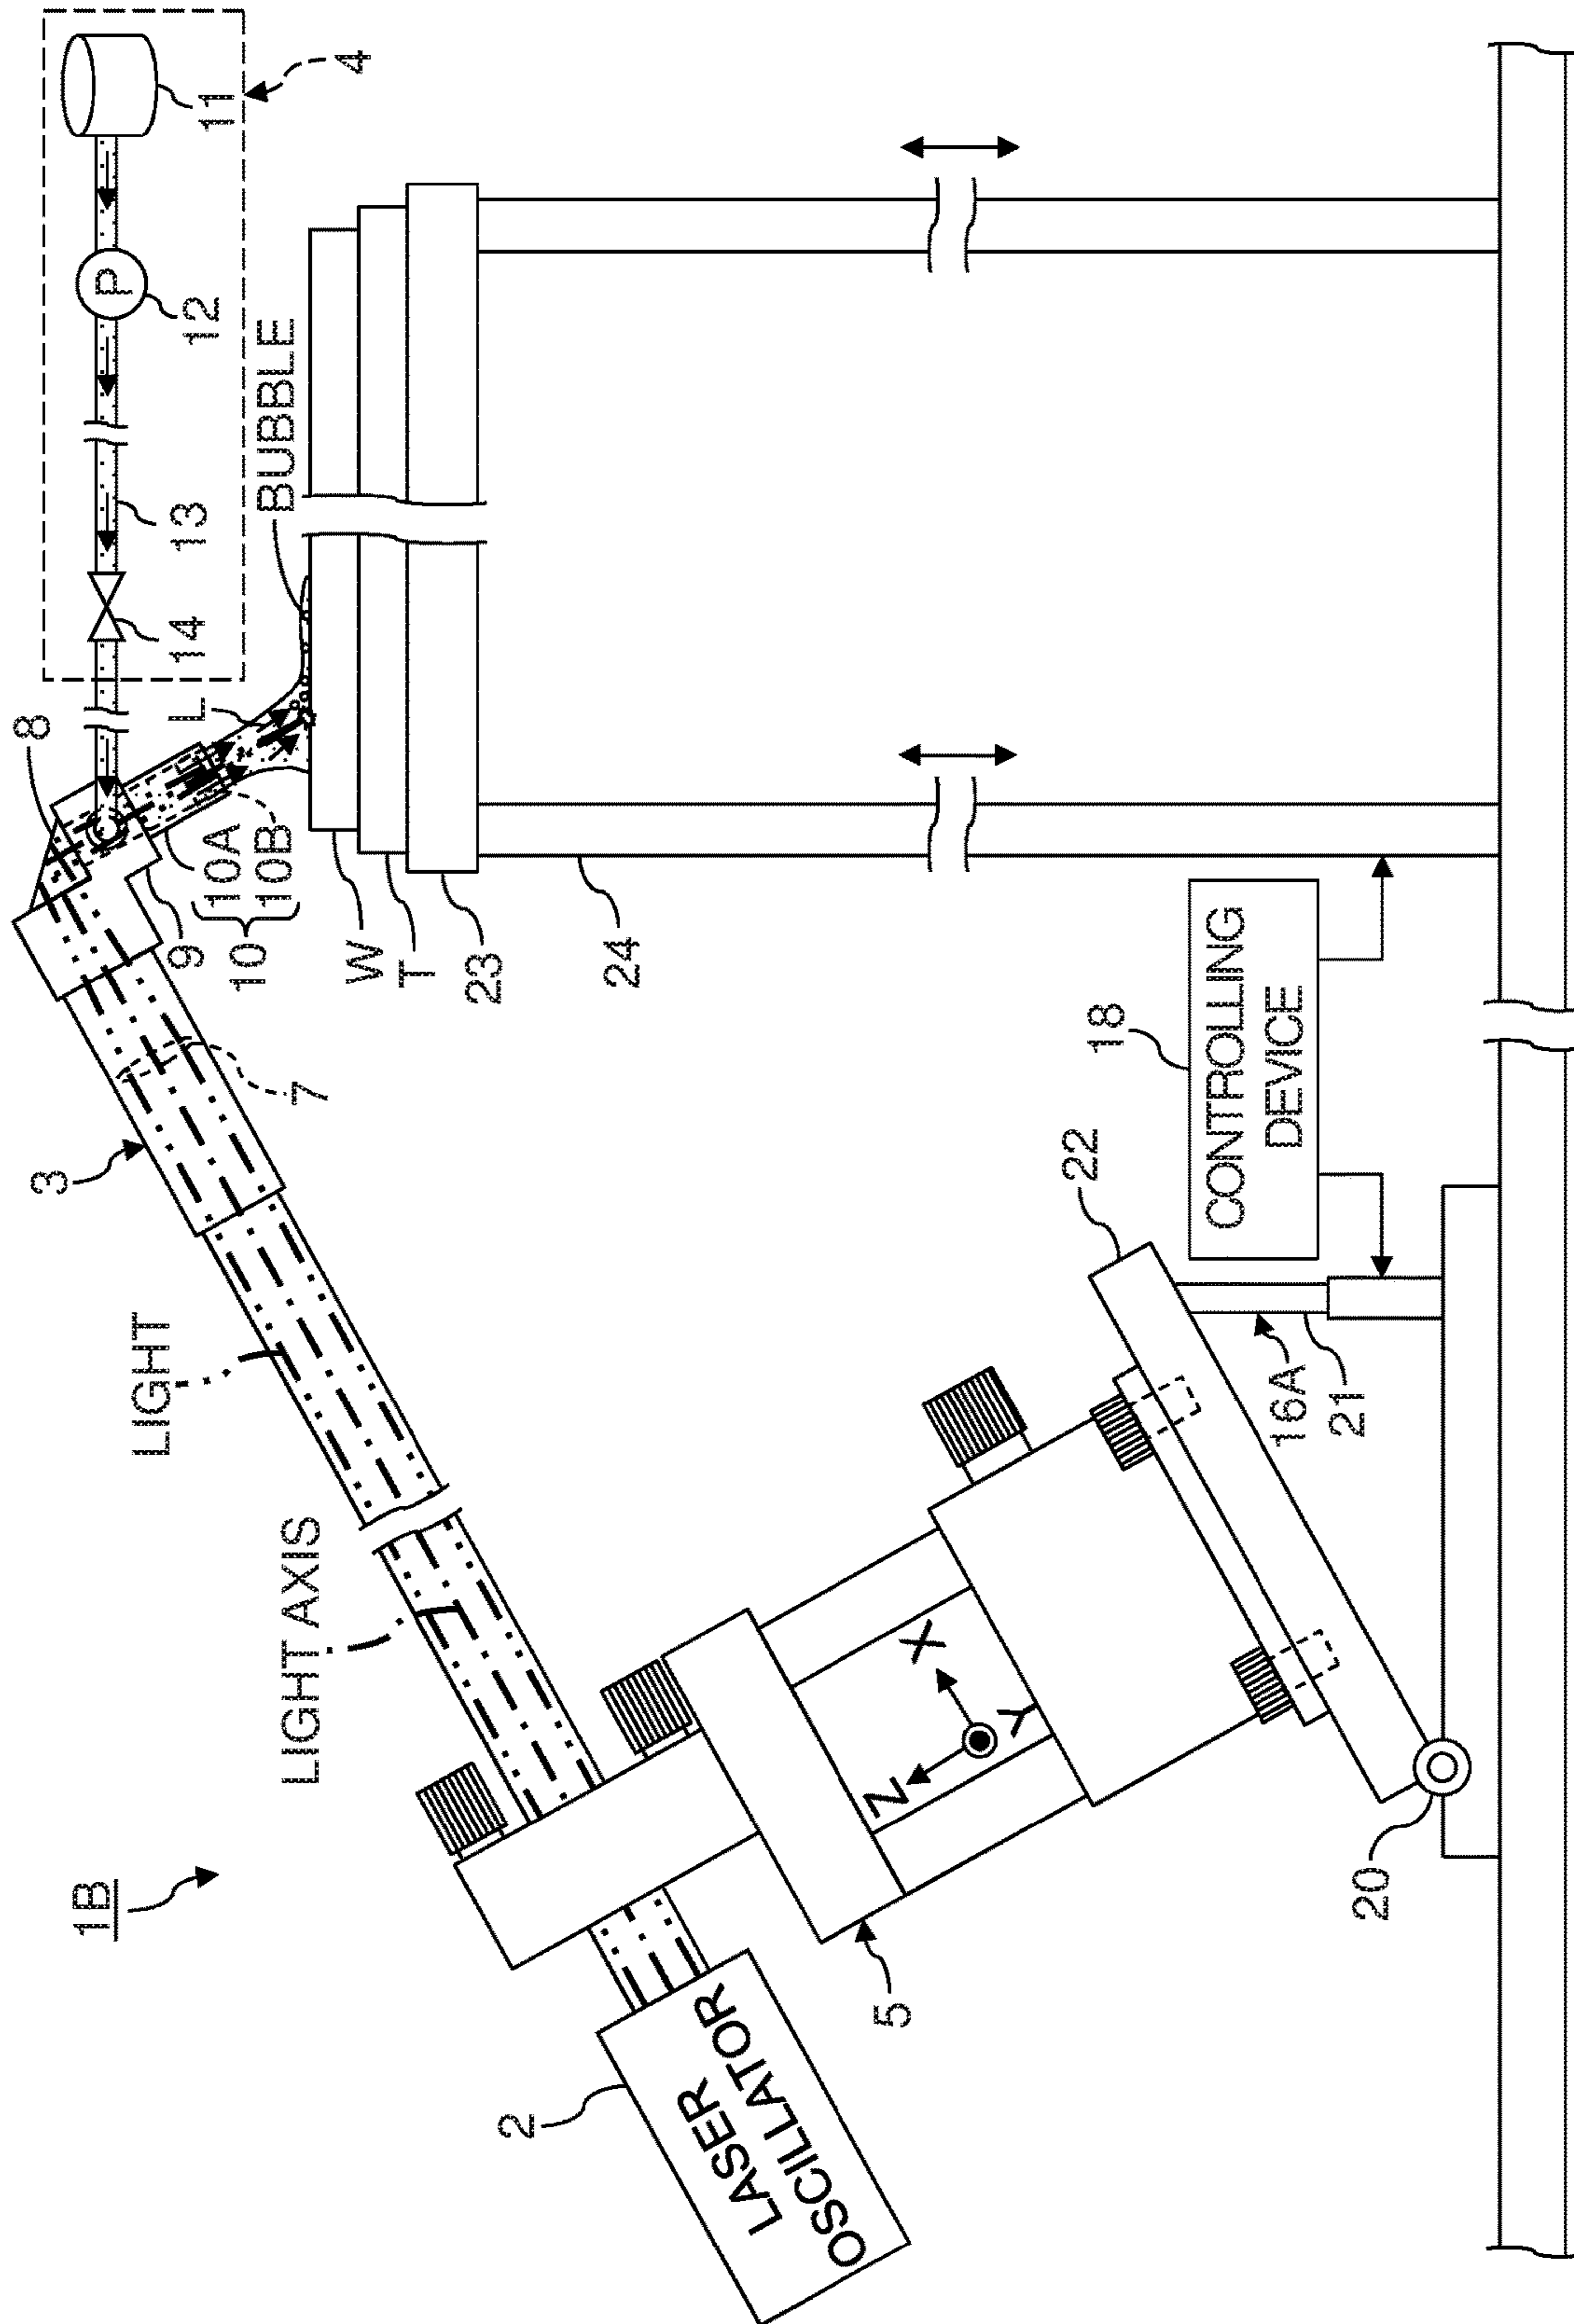 1B
2
LASER
OSCILLATOR
LIGHT AXIS
LIGHT
3
7
8
9
10
10A
10B
L
14
13
P
12
11
4
BUBBLE
W
T
23
24
5
Z
X
Y
20
16A
21
22
18
CONTROLLING
DEVICE